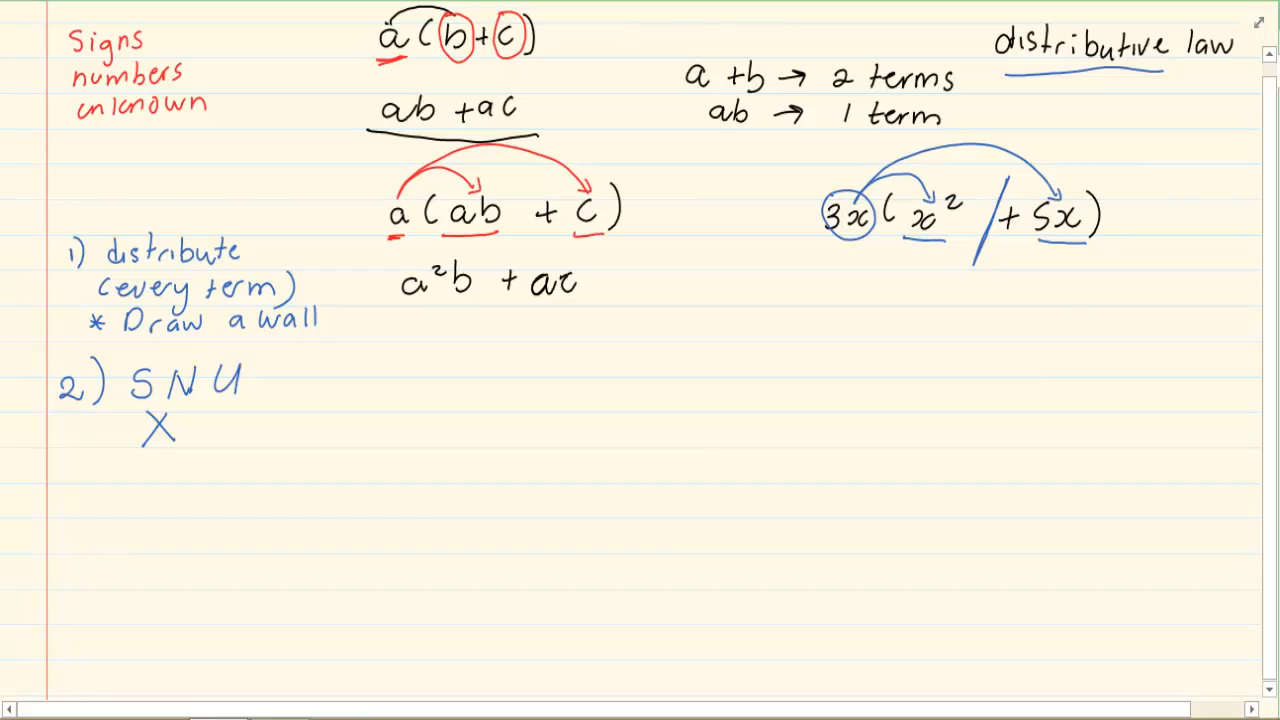 Signs
numbers
unknown
a(b+c)
ab +ac
a(ab + c)
a²b + ac
distributive law
a +b → 2 terms
ab → 1 term
3x(x² / + 5x)
1) distribute
(every term)
* Draw a wall
2) SNU
X